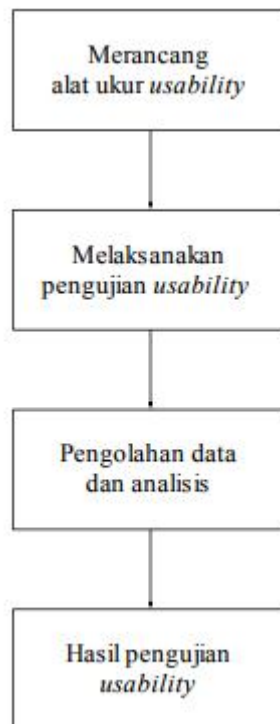 Merancang
alat ukur usability
Melaksanakan
pengujian usability
Pengolahan data
dan analisis
Hasil pengujian
usability